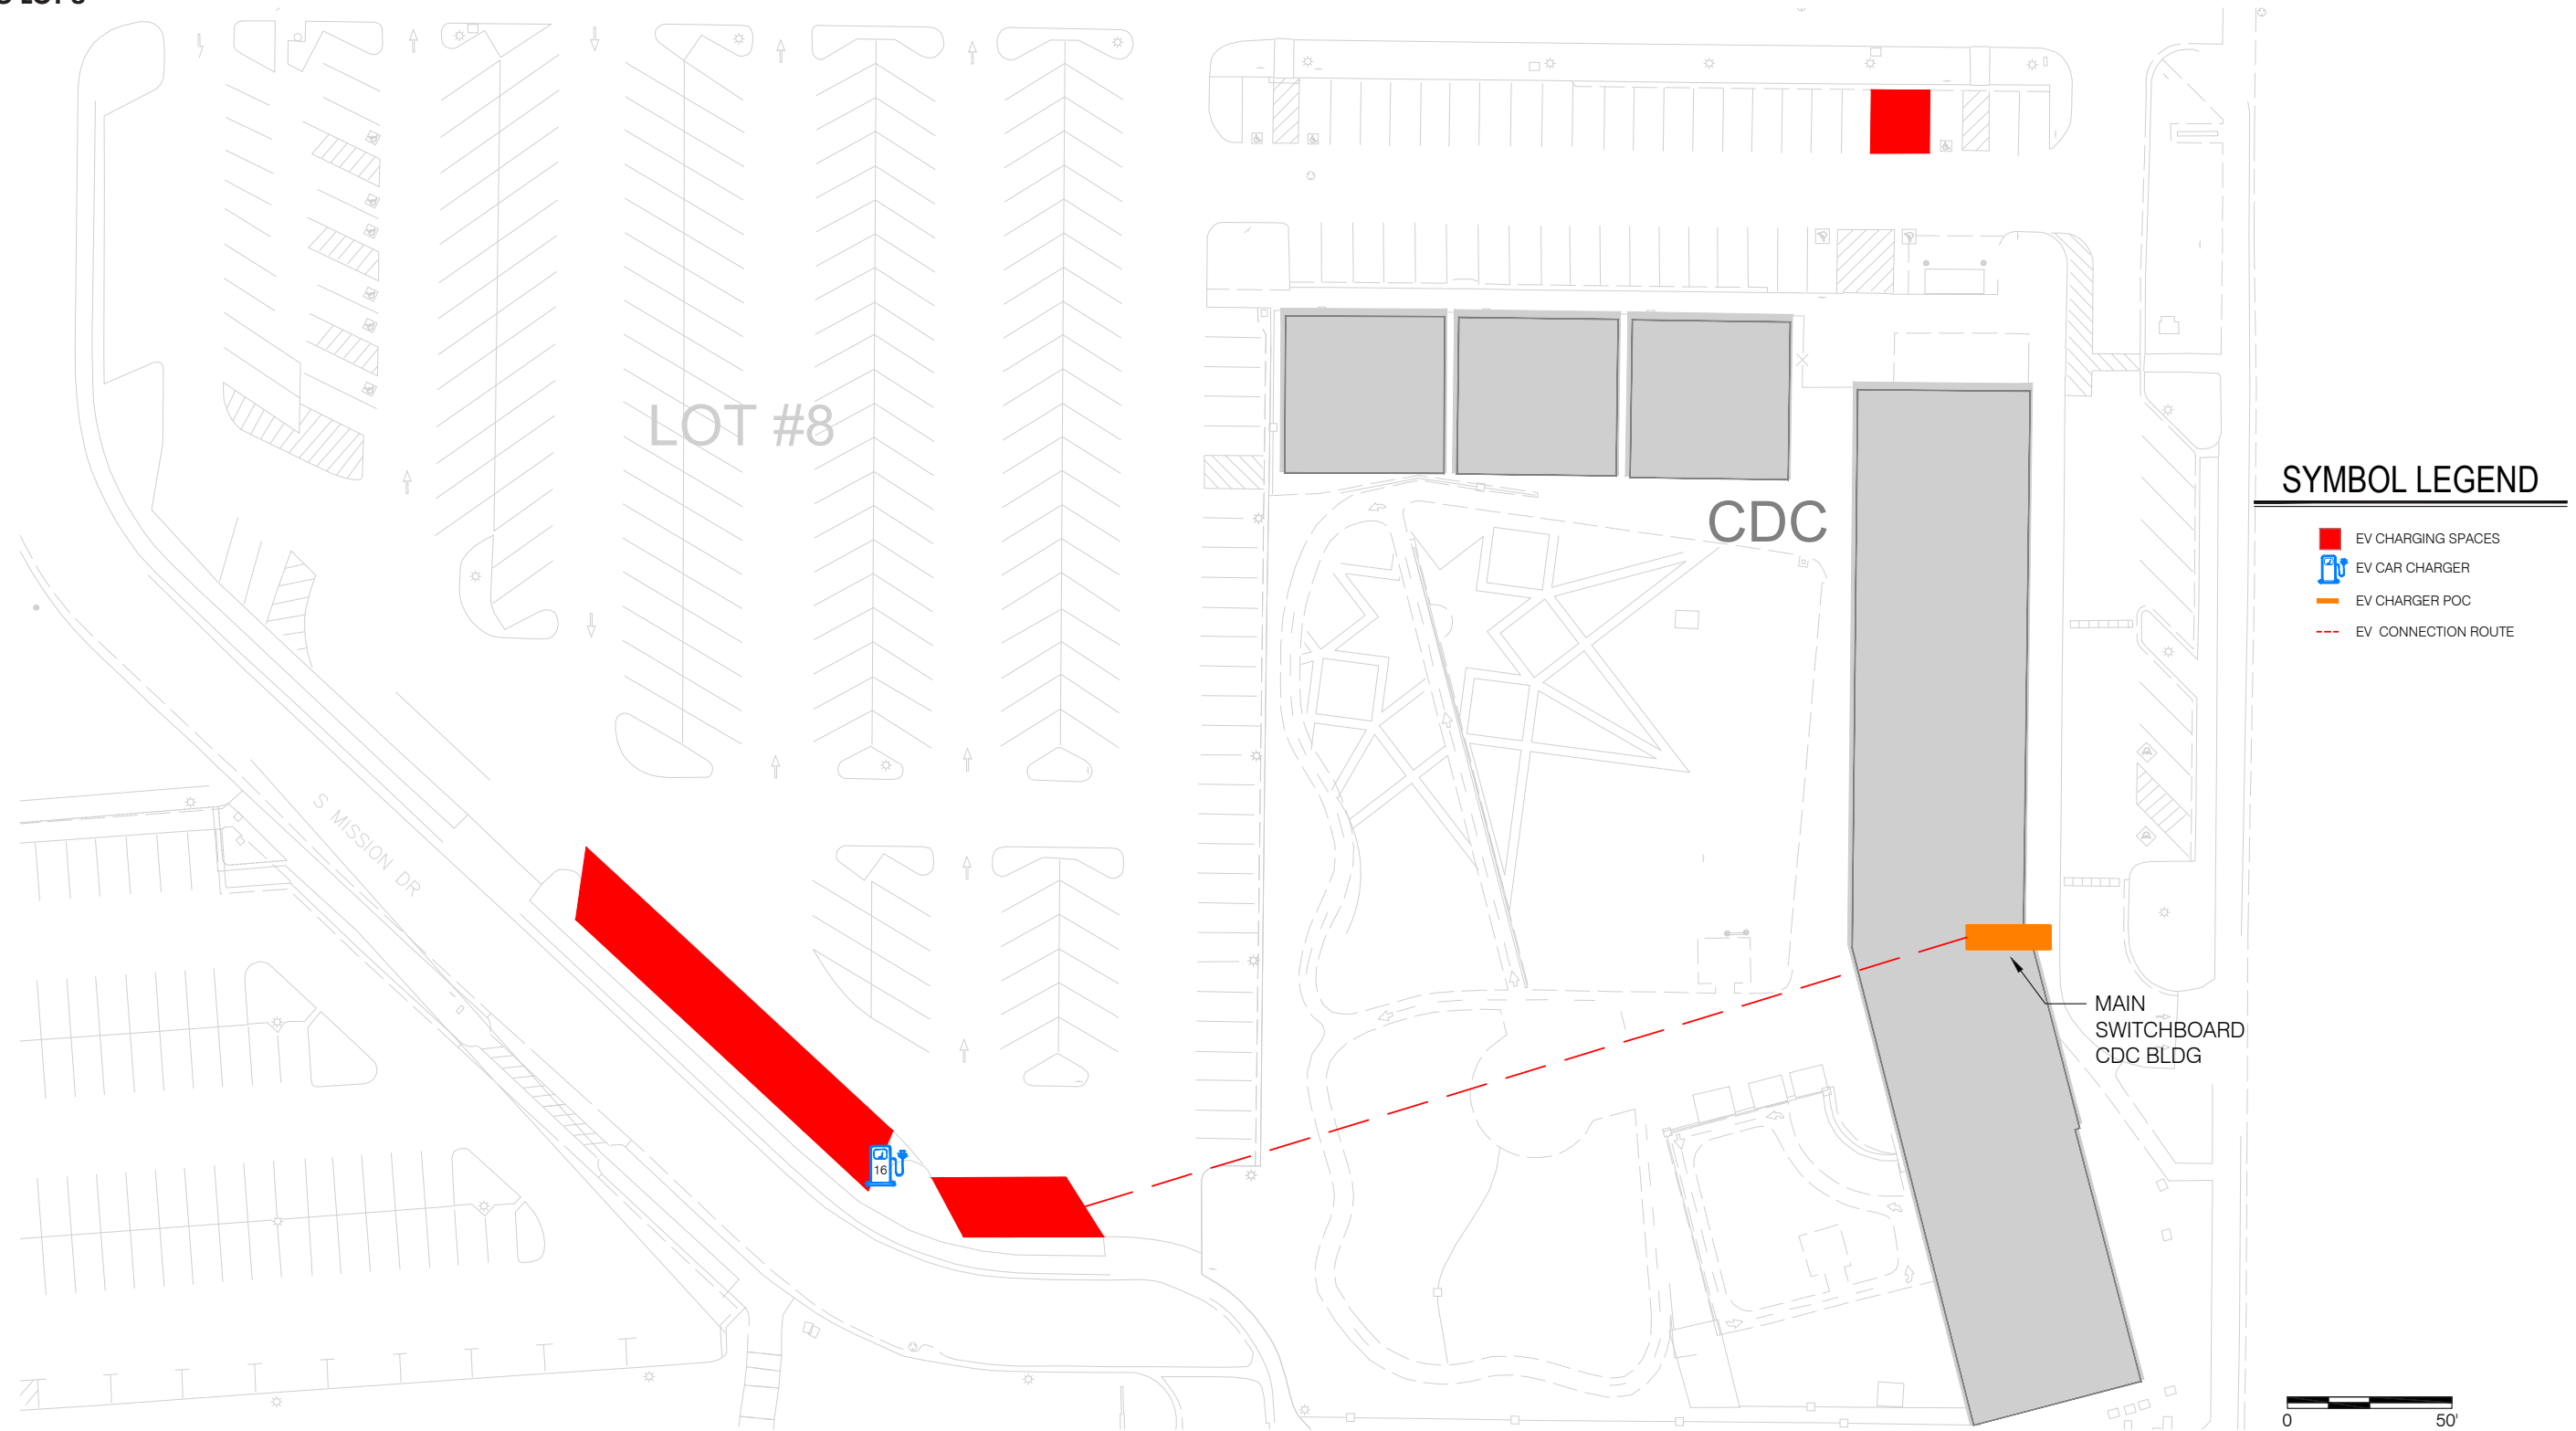 LOT #8
CDC
SYMBOL LEGEND
EV CHARGING SPACES
EV CAR CHARGER
EV CHARGER POC
EV CONNECTION ROUTE
S MISSION DR
16
MAIN
SWITCHBOARD
CDC BLDG
0 50'